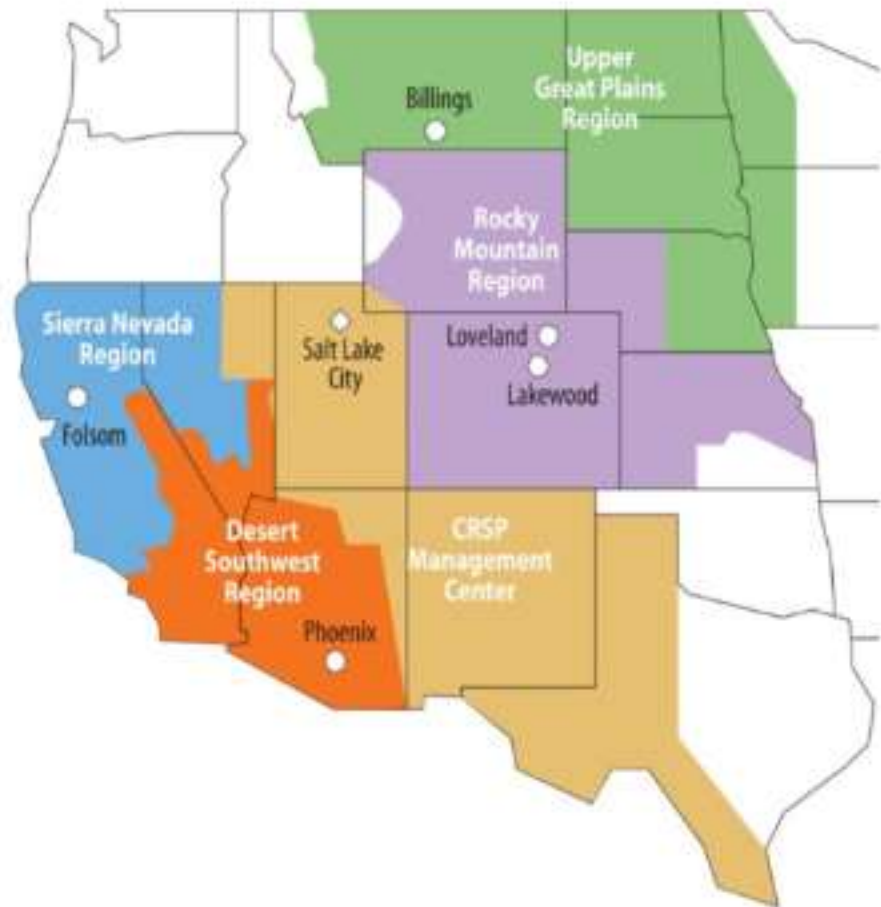 Upper
Great Plains
Region
Billings
Rocky
Mountain
Region
Sierra Nevada
Region
Salt Lake
City
Loveland
Lakewood
Folsom
Desert
Southwest
Region
CRSP
Management
Center
Phoenix